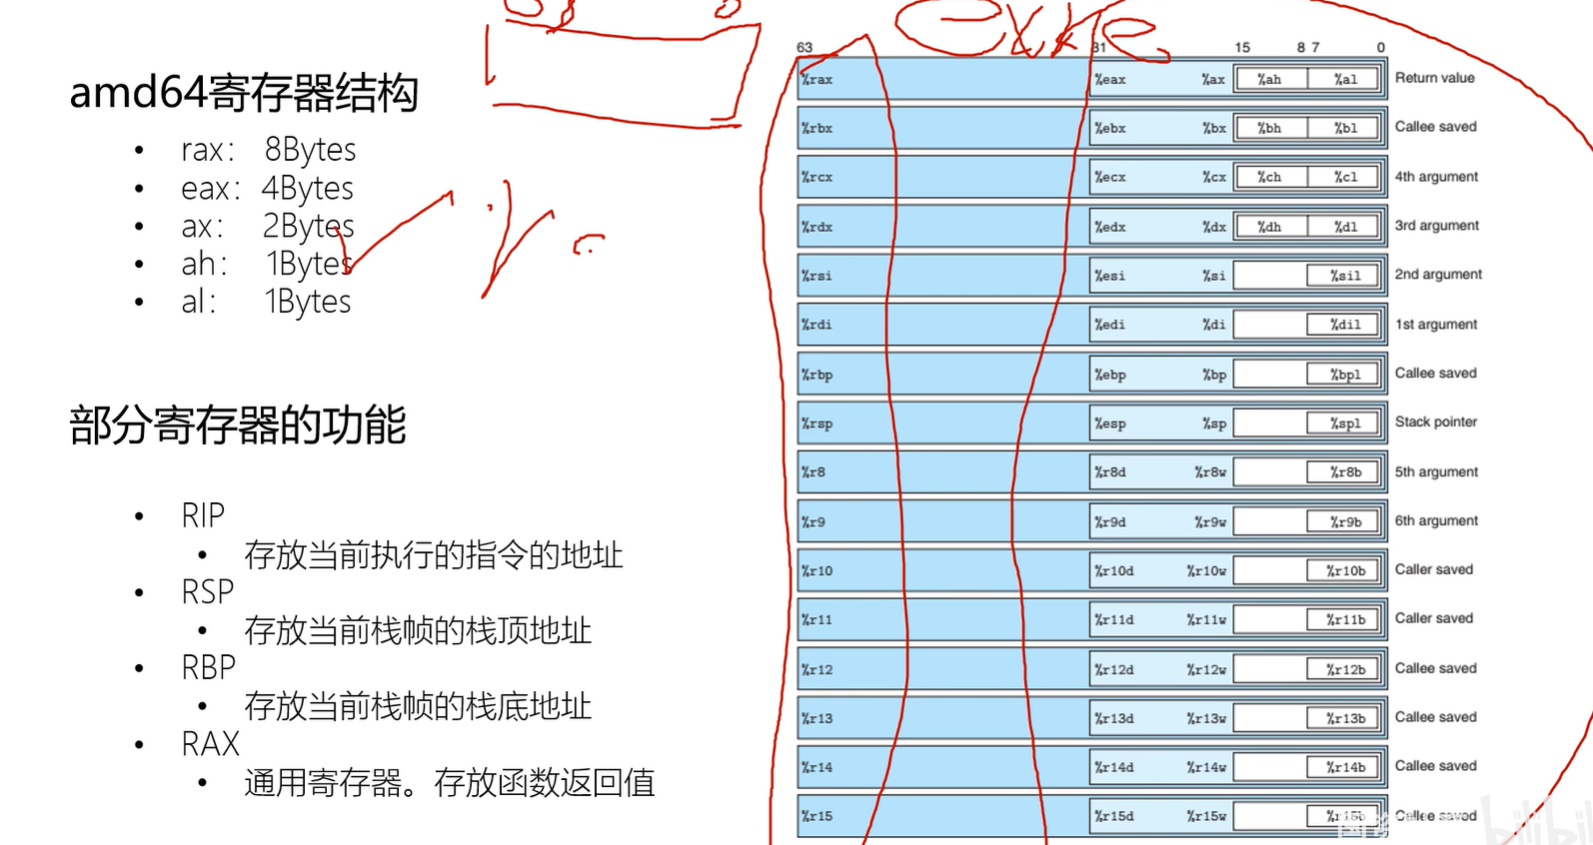 amd64寄存器结构
• rax： 8Bytes
• eax：4Bytes
• ax： 2Bytes
• ah： 1Bytes
• al： 1Bytes
部分寄存器的功能
• RIP
• 存放当前执行的指令的地址
• RSP
• 存放当前栈帧的栈顶地址
• RBP
• 存放当前栈帧的栈底地址
• RAX
• 通用寄存器。存放函数返回值
63 31 15 8 7 0
%rax %eax %ax %ah %al Return value
%rbx %ebx %bx %bh %bl Callee saved
%rcx %ecx %cx %ch %cl 4th argument
%rdx %edx %dx %dh %dl 3rd argument
%rsi %esi %si %sil 2nd argument
%rdi %edi %di %dil 1st argument
%rbp %ebp %bp %bpl Callee saved
%rsp %esp %sp %spl Stack pointer
%r8 %r8d %r8w %r8b 5th argument
%r9 %r9d %r9w %r9b 6th argument
%r10 %r10d %r10w %r10b Caller saved
%r11 %r11d %r11w %r11b Caller saved
%r12 %r12d %r12w %r12b Callee saved
%r13 %r13d %r13w %r13b Callee saved
%r14 %r14d %r14w %r14b Callee saved
%r15 %r15d %r15w %r15b Callee saved